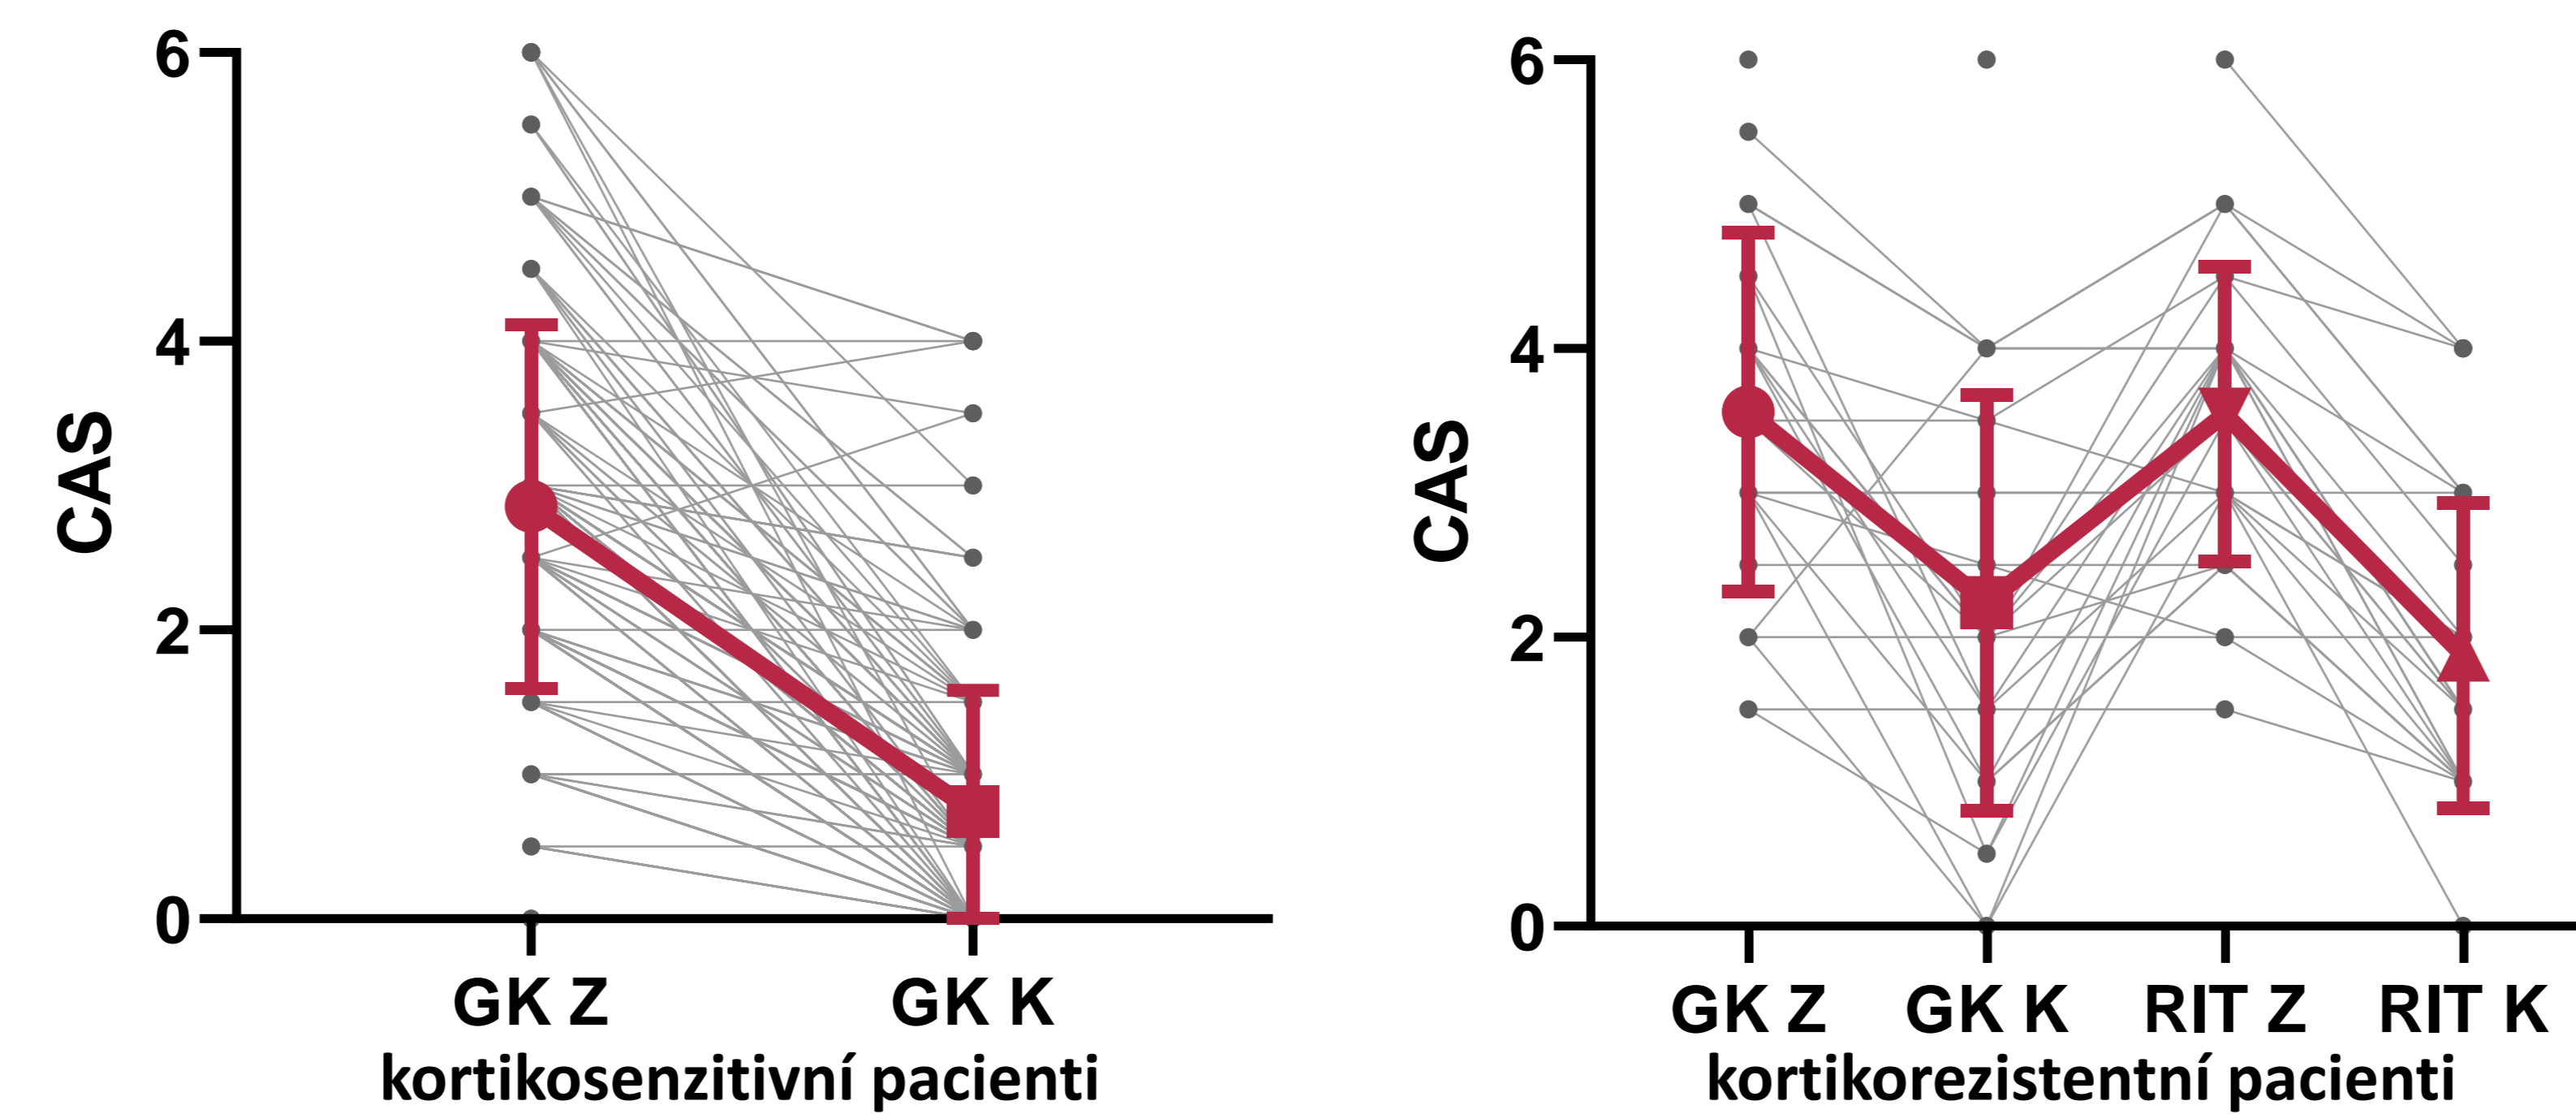 CAS
6
4
2
0
GK Z
GK K
kortikosenzitivní pacienti
CAS
6
4
2
0
GK Z
GK K
RIT Z
RIT K
kortikorezistentní pacienti